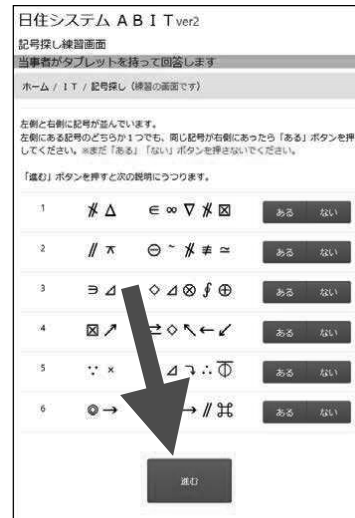 日住システム A B I T ver2
記号探し練習画面
当事者がタブレットを持って回答します
ホーム / I T / 記号探し (練習の画面です)
左側と右側に記号が並んでいます。
左側にある記号のどちらか1つでも、同じ記号が右側にあったら「ある」ボタンを押
してください。※まだ「ある」「ない」ボタンを押さないでください。
「進む」ボタンを押すと次の説明にうつります。
1 ∦ ∆ ∈ ∞ ∇ ∦ ⊠ ある ない
2 ∥ ⊼ ⊖ ~ ∦ ≢ ≃ ある ない
3 ∋ ⊿ ◇ ⊿ ⊗ ∮ ⊕ ある ない
4 ⊠ ↗ ⇄ ◇ ↖ ← ↙ ある ない
5 ∵ × ⊿ ∴ ある ない
6 ◎ → → ∥ ⌘ ある ない
進む